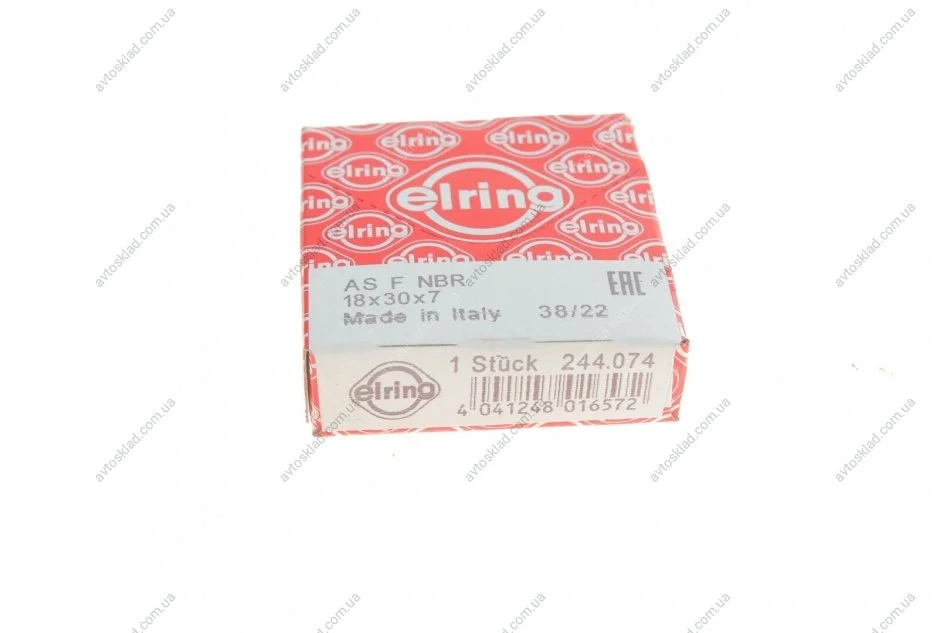 elring
AS F NBR
18x30x7
Made in Italy 38/22
EAC
1 Stück 244.074
elring
4 041248 016572
avtosklad.com.ua